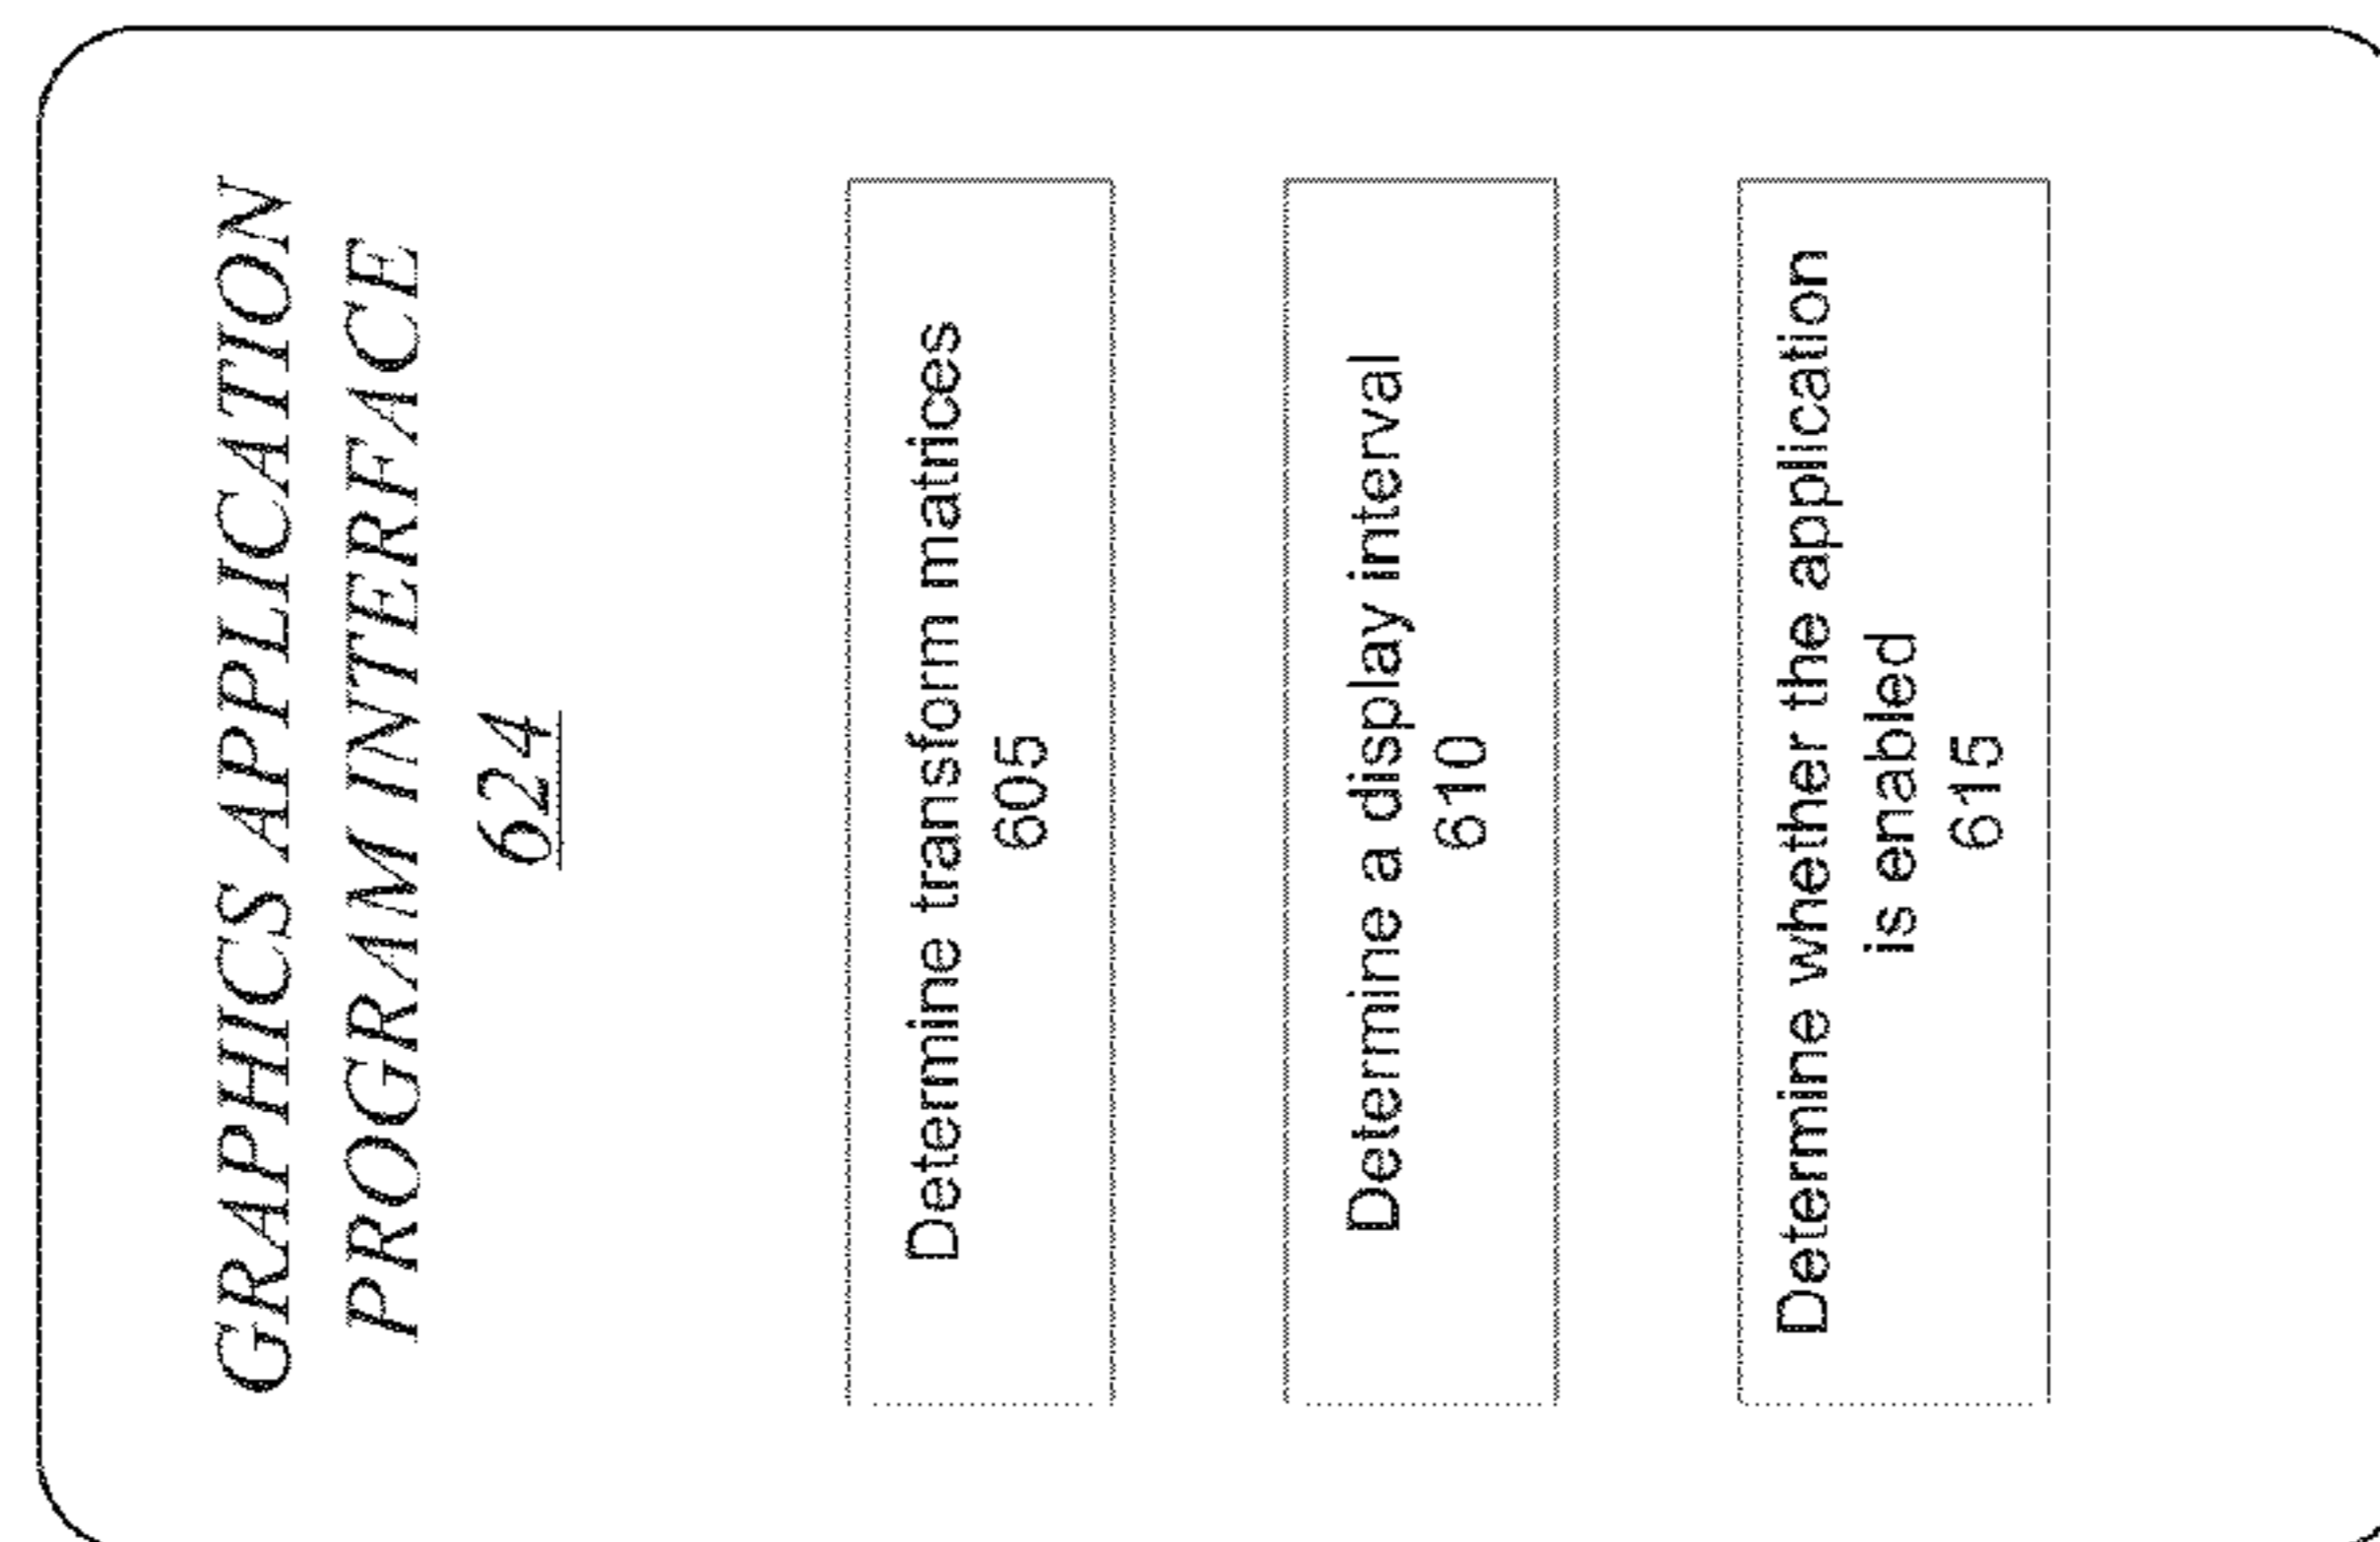 GRAPHICS APPLICATION
PROGRAM INTERFACE
624
Determine transform matrices
605
Determine a display interval
610
Determine whether the application
is enabled
615